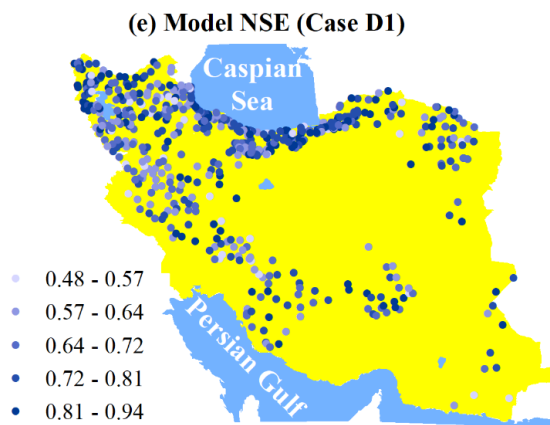 (e) Model NSE (Case D1)
Caspian
Sea
0.48 - 0.57
0.57 - 0.64
0.64 - 0.72
0.72 - 0.81
0.81 - 0.94
Persian Gulf